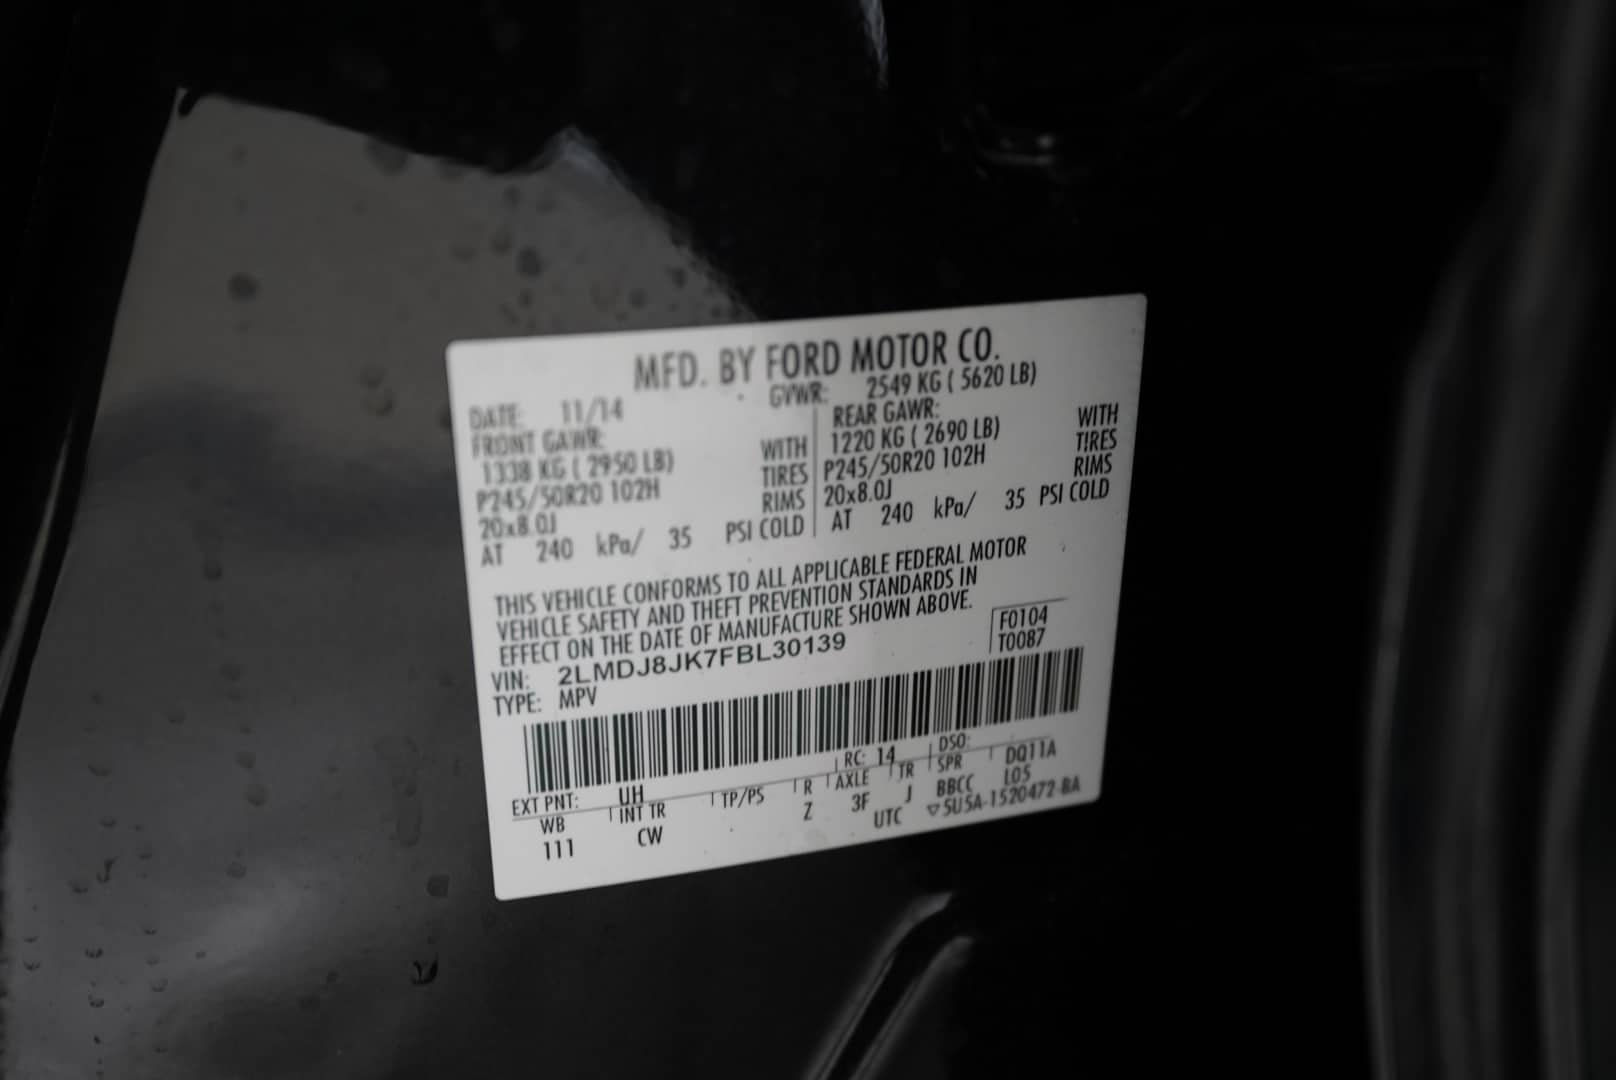 MFD. BY FORD MOTOR CO.
DATE: 11/14 GVWR: 2549 KG ( 5620 LB)
FRONT GAWR: REAR GAWR:
1338 KG ( 2950 LB) WITH 1220 KG ( 2690 LB) WITH
P245/50R20 102H TIRES P245/50R20 102H TIRES
20x8.0J RIMS 20x8.0J RIMS
AT 240 kPa/ 35 PSI COLD AT 240 kPa/ 35 PSI COLD
THIS VEHICLE CONFORMS TO ALL APPLICABLE FEDERAL MOTOR
VEHICLE SAFETY AND THEFT PREVENTION STANDARDS IN
EFFECT ON THE DATE OF MANUFACTURE SHOWN ABOVE.
VIN: 2LMDJ8JK7FBL30139 F0104
TYPE: MPV T0087
EXT PNT: UH RC: 14 DSO:
WB INT TR TP/PS R AXLE TR SPR DQ11A
111 CW Z 3F J BBCC L05
UTC ▽5U5A-1520472-BA